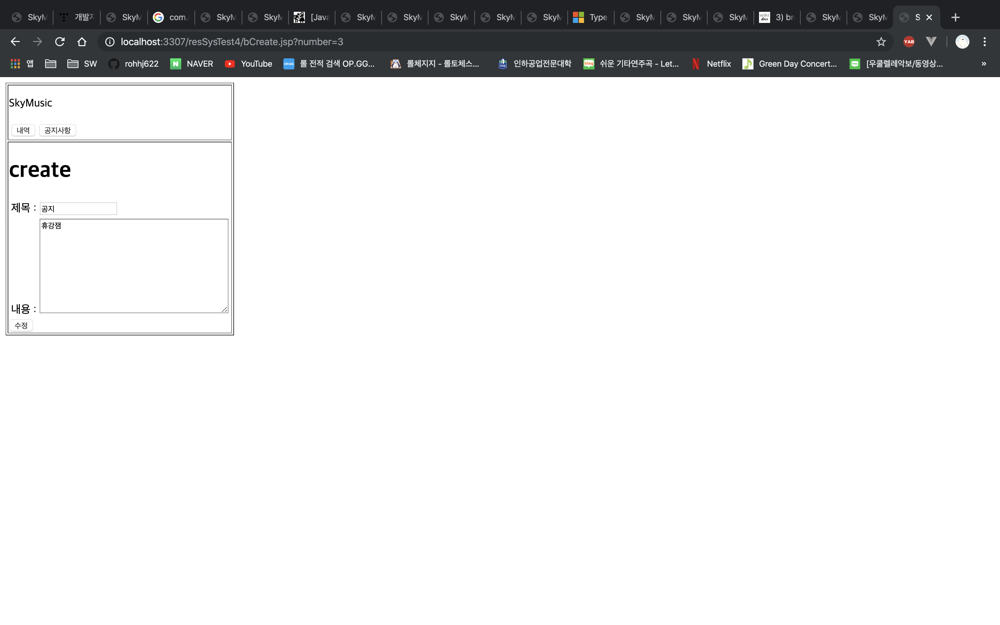 SkyM 개발자 SkyM com. SkyM SkyM [Java SkyM SkyM SkyM SkyM SkyM Type SkyM SkyM SkyM 3) br SkyM SkyM S
localhost:3307/resSysTest4/bCreate.jsp?number=3 YAB
앱 SW rohhj622 N NAVER YouTube OP.GG 롤 전적 검색 OP.GG... 롤체지지 - 롤토체스... 1958 인하공업전문대학 blog 쉬운 기타연주곡 - Let... Netflix Green Day Concert... [우쿨렐레악보/동영상... »
SkyMusic
내역 공지사항
create
제목 : 공지
휴강잼
내용 :
수정